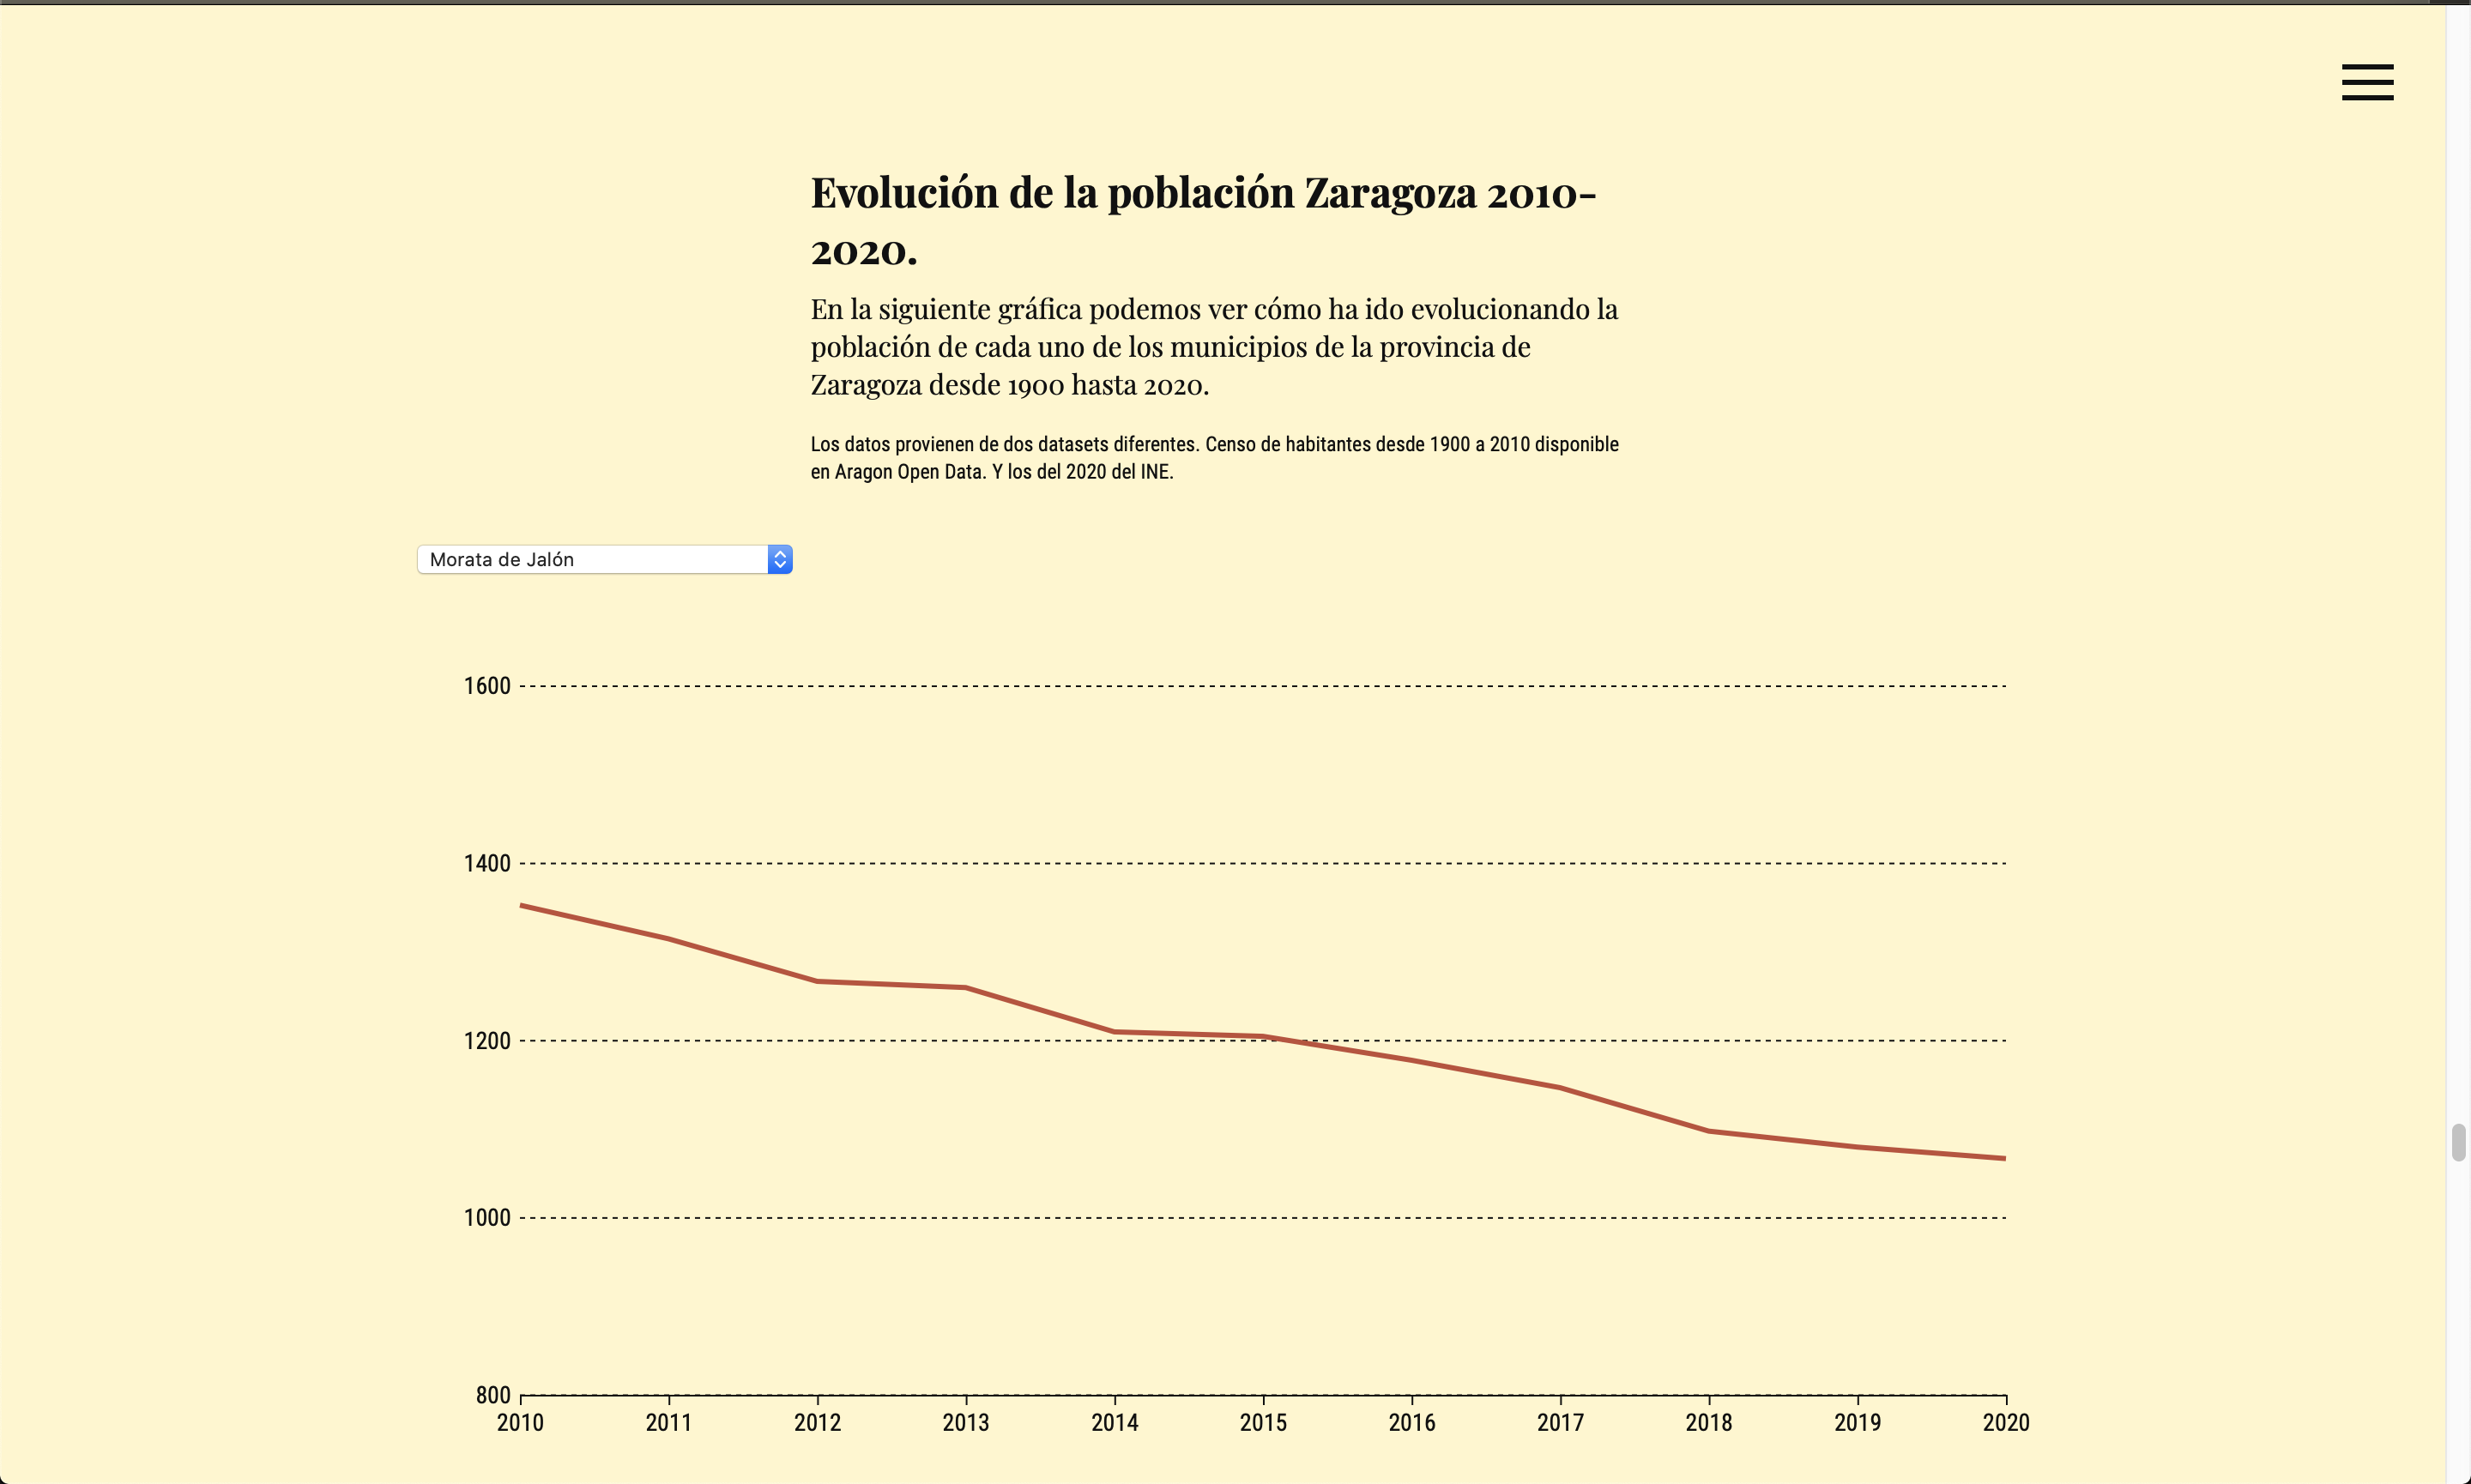 Evolución de la población Zaragoza 2010-
2020.
En la siguiente gráfica podemos ver cómo ha ido evolucionando la
población de cada uno de los municipios de la provincia de
Zaragoza desde 1900 hasta 2020.
Los datos provienen de dos datasets diferentes. Censo de habitantes desde 1900 a 2010 disponible
en Aragon Open Data. Y los del 2020 del INE.
Morata de Jalón
1600
1400
1200
1000
800
2010 2011 2012 2013 2014 2015 2016 2017 2018 2019 2020